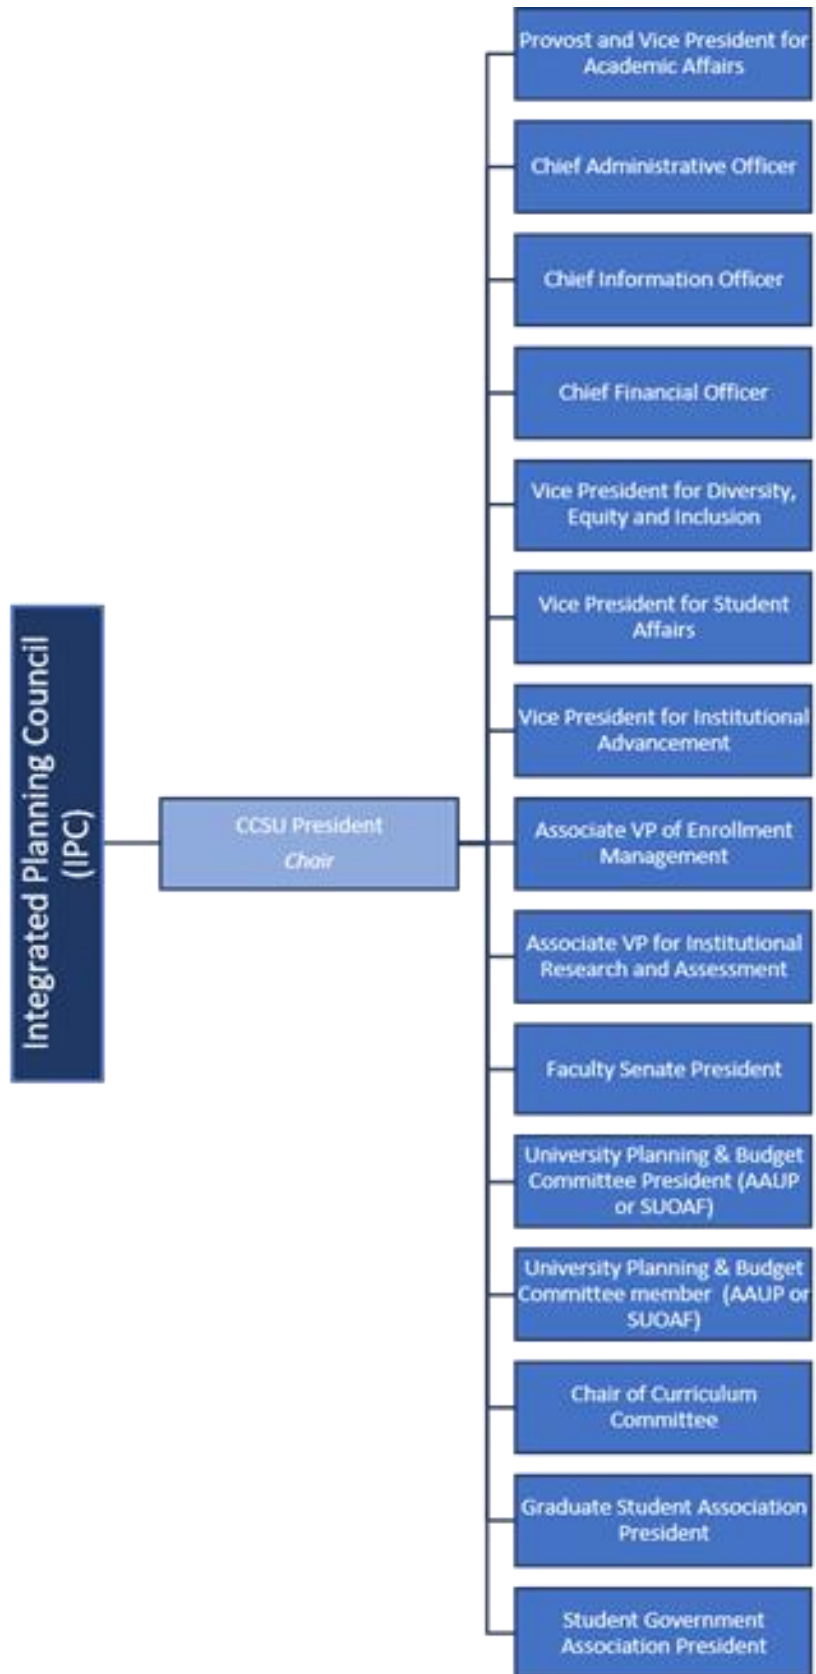 Integrated Planning Council
(IPC)
CCSU President
Chair
Provost and Vice President for
Academic Affairs
Chief Administrative Officer
Chief Information Officer
Chief Financial Officer
Vice President for Diversity,
Equity and Inclusion
Vice President for Student
Affairs
Vice President for Institutional
Advancement
Associate VP of Enrollment
Management
Associate VP for Institutional
Research and Assessment
Faculty Senate President
University Planning & Budget
Committee President (AAUP
or SUOAF)
University Planning & Budget
Committee member (AAUP or
SUOAF)
Chair of Curriculum
Committee
Graduate Student Association
President
Student Government
Association President